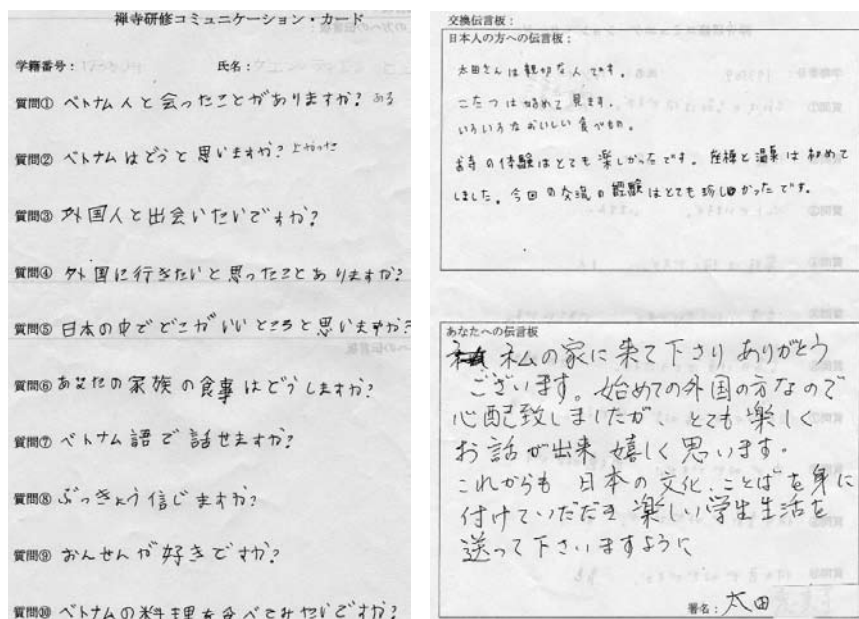 禅寺研修コミュニケーション・カード
学籍番号： 氏名：
質問① ベトナム人と会ったことがありますか? ある
質問② ベトナムはどうと思いますか? よかった
質問③ 外国人と出会いたいですか?
質問④ 外国に行きたいと思ったことありますか?
質問⑤ 日本の中でどこがいいところと思いますか?
質問⑥ あなたの家族の食事はどうしますか?
質問⑦ ベトナム語で話せますか?
質問⑧ ぶっきょう信じますか?
質問⑨ おんせんが好きですか?
質問⑩ ベトナムの料理を食べてみたいですか?
交換伝言板：
日本人の方への伝言板：
太田さんは親切な人です。
こたつは始めて見ます。
いろいろなおいしい食べもの。
お寺の体験はとても楽しかったです。座禅と温泉は初めて
しました。今回の交流の経験はとても
かったです。
あなたへの伝言板
私の家に来て下さり ありがとう
ございます。始めての外国の方なので
心配致しましたが とても楽しく
お話が出来 嬉しく思います。
これからも 日本の文化、ことばを身に
付けていただき 楽しい学生生活を
送って下さいますように
署名：太田